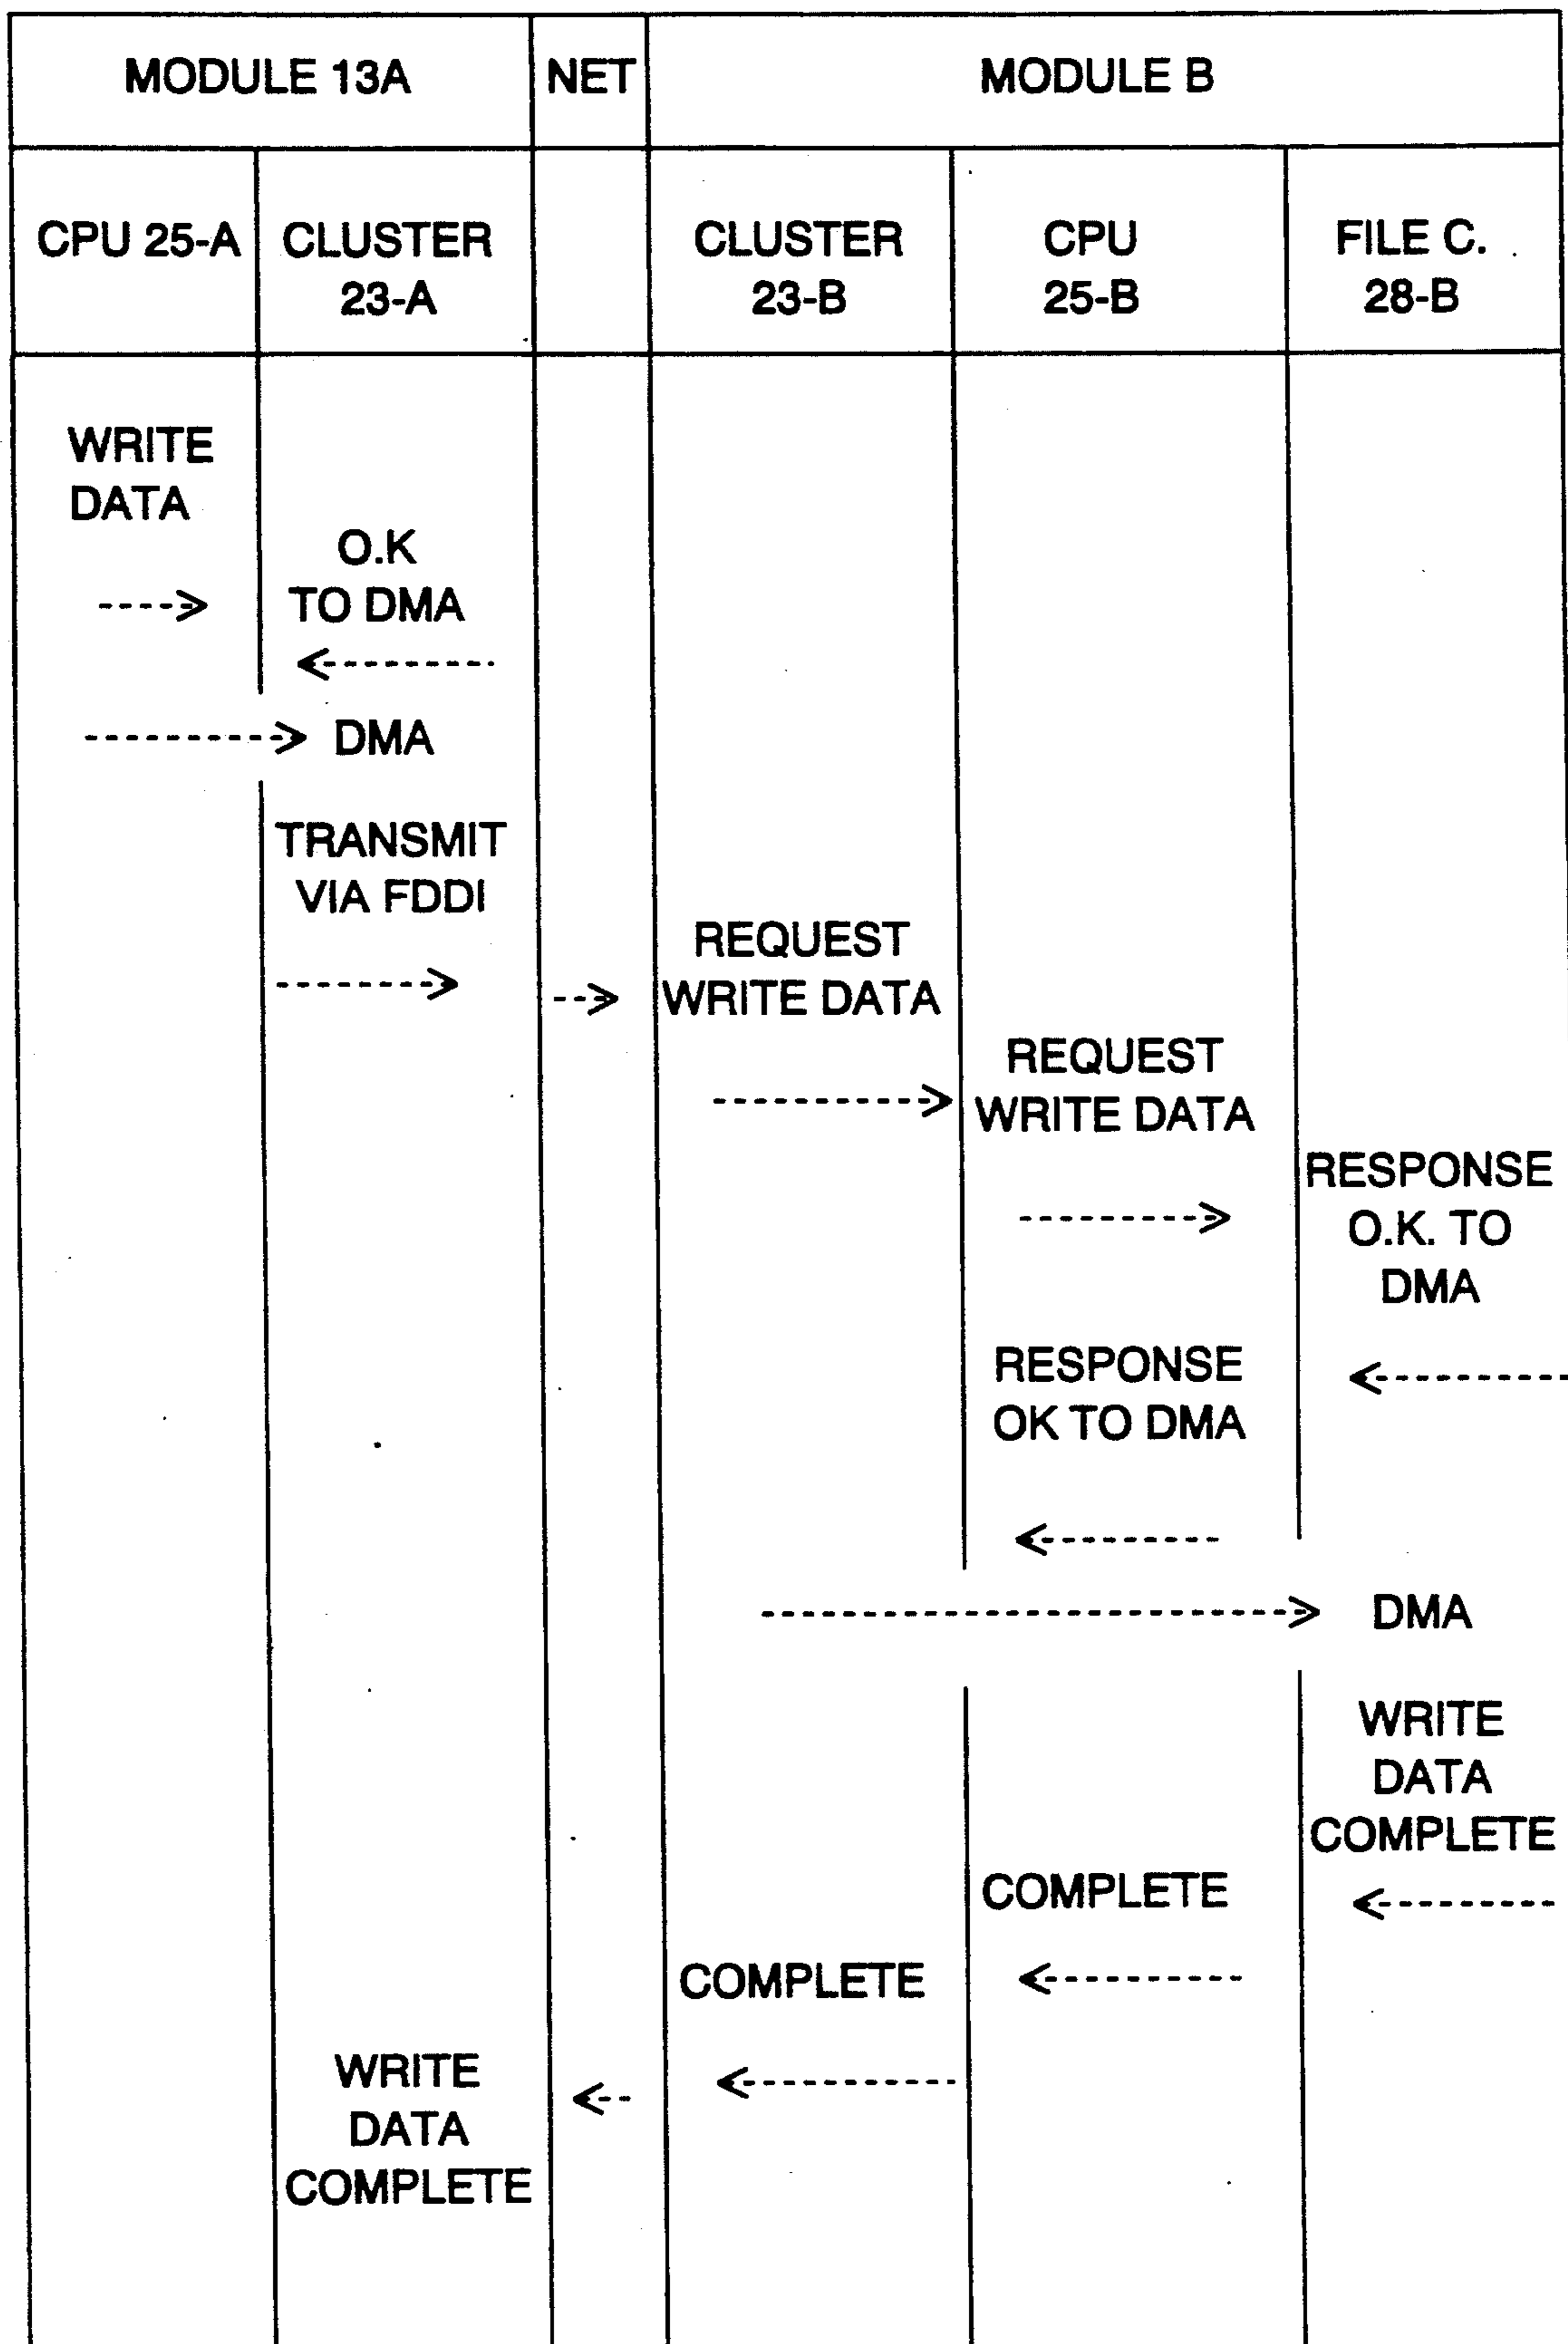 MODULE 13A
NET
MODULE B
CPU 25-A
CLUSTER
23-A
CLUSTER
23-B
CPU
25-B
FILE C.
28-B
WRITE
DATA
O.K
TO DMA
DMA
TRANSMIT
VIA FDDI
REQUEST
WRITE DATA
REQUEST
WRITE DATA
RESPONSE
O.K. TO
DMA
RESPONSE
OK TO DMA
DMA
WRITE
DATA
COMPLETE
COMPLETE
COMPLETE
WRITE
DATA
COMPLETE